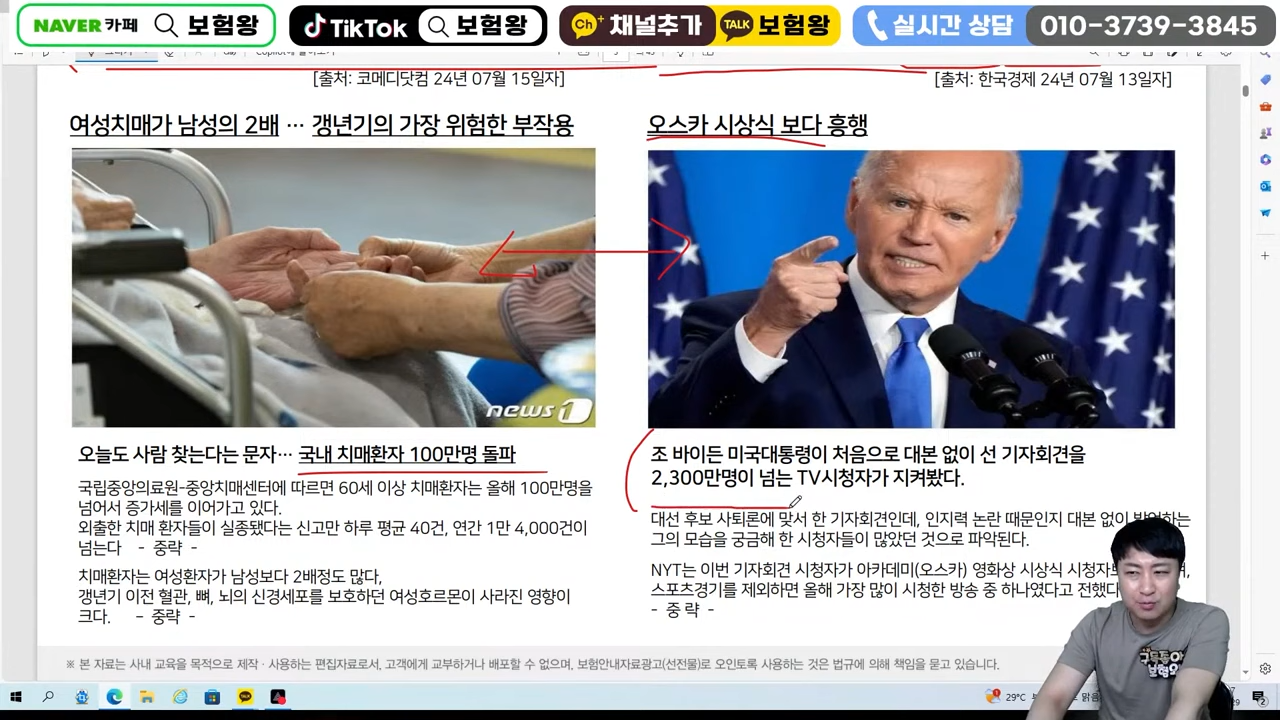 NAVER 카페 보험왕
TikTok 보험왕
Ch+ 채널추가 TALK 보험왕
실시간 상담 010-3739-3845
[출처: 코메디닷컴 24년 07월 15일자]
[출처: 한국경제 24년 07월 13일자]
여성치매가 남성의 2배 … 갱년기의 가장 위험한 부작용
news1
오늘도 사람 찾는다는 문자… 국내 치매환자 100만명 돌파
국립중앙의료원-중앙치매센터에 따르면 60세 이상 치매환자는 올해 100만명을
넘어서 증가세를 이어가고 있다.
외출한 치매 환자들이 실종됐다는 신고만 하루 평균 40건, 연간 1만 4,000건이
넘는다 - 중략 -
치매환자는 여성환자가 남성보다 2배정도 많다,
갱년기 이전 혈관, 뼈, 뇌의 신경세포를 보호하던 여성호르몬이 사라진 영향이
크다. - 중략 -
오스카 시상식 보다 흥행
조 바이든 미국대통령이 처음으로 대본 없이 선 기자회견을
2,300만명이 넘는 TV시청자가 지켜봤다.
대선 후보 사퇴론에 맞서 한 기자회견인데, 인지력 논란 때문인지 대본 없이 발언하는
그의 모습을 궁금해 한 시청자들이 많았던 것으로 파악된다.
NYT는 이번 기자회견 시청자가 아카데미(오스카) 영화상 시상식 시청자
스포츠경기를 제외하면 올해 가장 많이 시청한 방송 중 하나였다고 전했다
- 중 략 -
※ 본 자료는 사내 교육을 목적으로 제작 · 사용하는 편집자료로서, 고객에게 교부하거나 배포할 수 없으며, 보험안내자료광고(선전물)로 오인토록 사용하는 것은 법규에 의해 책임을 묻고 있습니다.
29°C